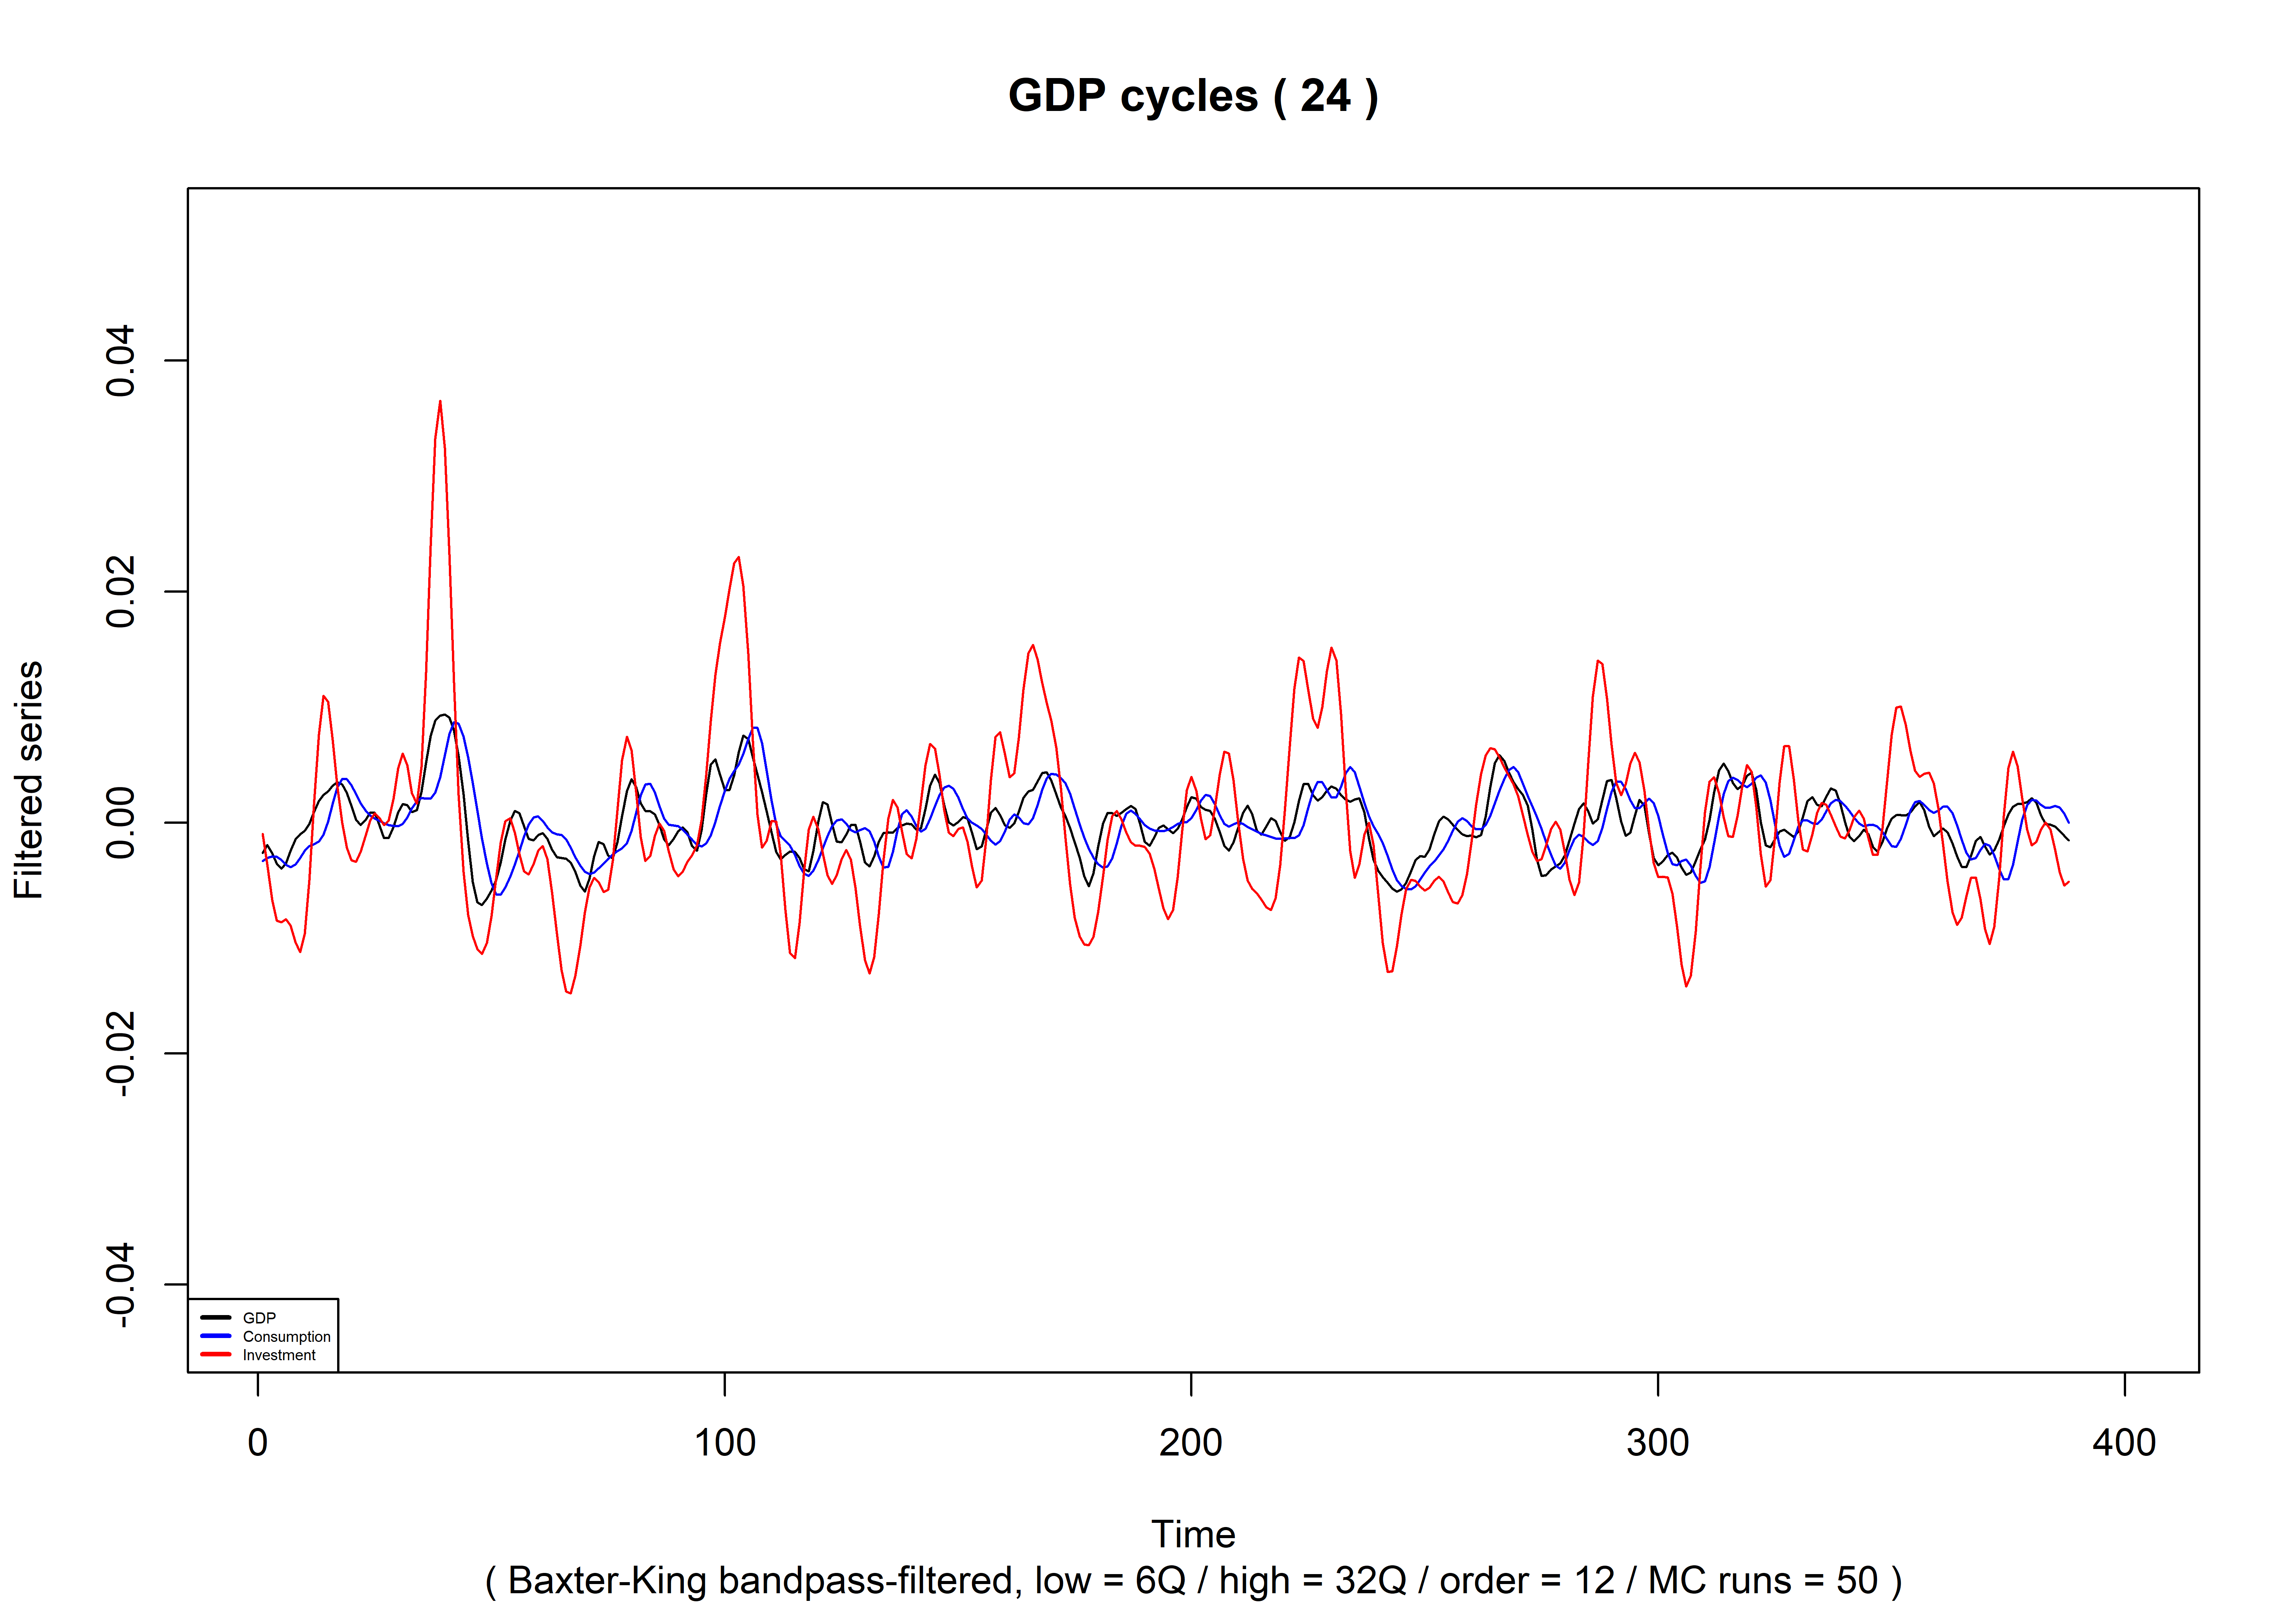 GDP cycles ( 24 )
Filtered series
0.04
0.02
0.00
-0.02
-0.04
GDP
Consumption
Investment
0 100 200 300 400
Time
( Baxter-King bandpass-filtered, low = 6Q / high = 32Q / order = 12 / MC runs = 50 )